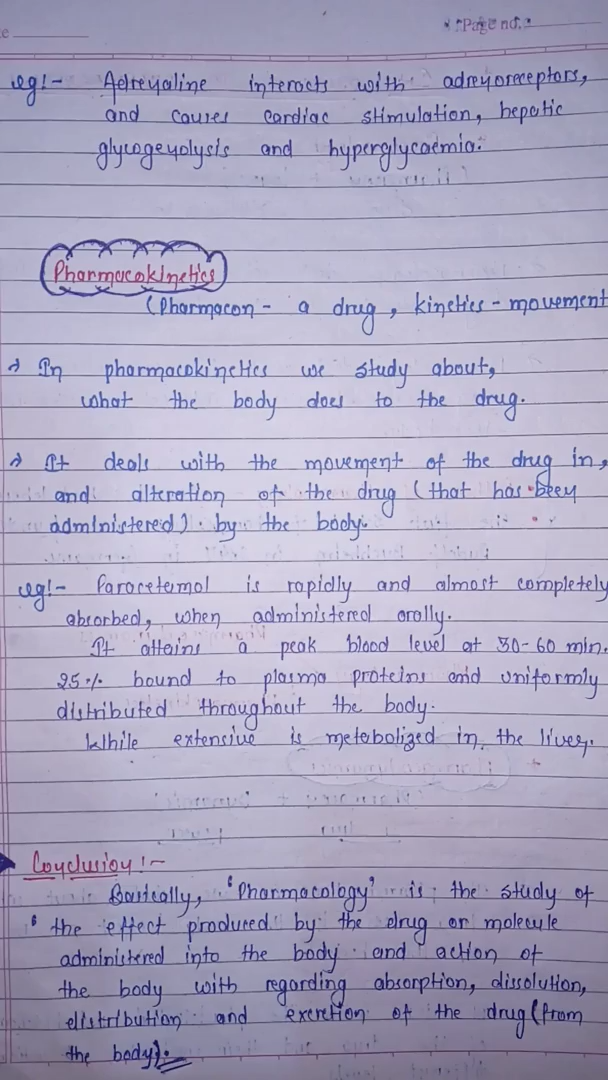 Page no.
eg:- Adrenaline interacts with adrenoreceptors,
and causes cardiac stimulation, hepatic
glycogenolysis and hyperglycaemia.
Pharmacokinetics
(Pharmacon - a drug, kinetics - movement
→ In pharmacokinetics we study about,
what the body does to the drug.
→ It deals with the movement of the drug in,
and alteration of the drug (that has been
administered) by the body.
eg:- Paracetamol is rapidly and almost completely
absorbed, when administered orally.
It attains a peak blood level at 30-60 min.
25% bound to plasma proteins and uniformly
distributed throughout the body.
While extensive is metabolized in the liver.
Conclusion :-
Basically, 'Pharmacology' is the study of
the effect produced by the drug or molecule
administered into the body and action of
the body with regarding absorption, dissolution,
distribution and excretion of the drug (from
the body).